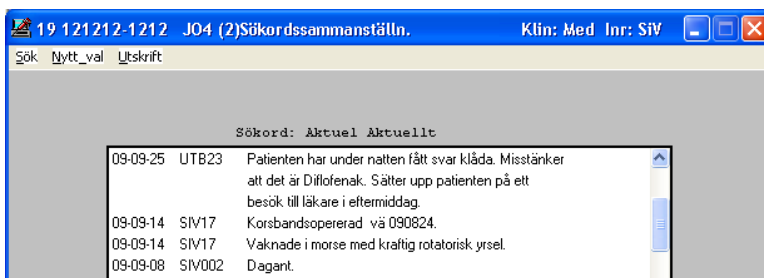 19 121212-1212 JO4 (2)Sökordssammanställn. Klin: Med Inr: SiV
Sök Nytt_val Utskrift
Sökord: Aktuel Aktuellt
09-09-25 UTB23 Patienten har under natten fått svar klåda. Misstänker
att det är Diflofenak. Sätter upp patienten på ett
besök till läkare i eftermiddag.
09-09-14 SIV17 Korsbandsopererad vä 090824.
09-09-14 SIV17 Vaknade i morse med kraftig rotatorisk yrsel.
09-09-08 SIV002 Dagant.